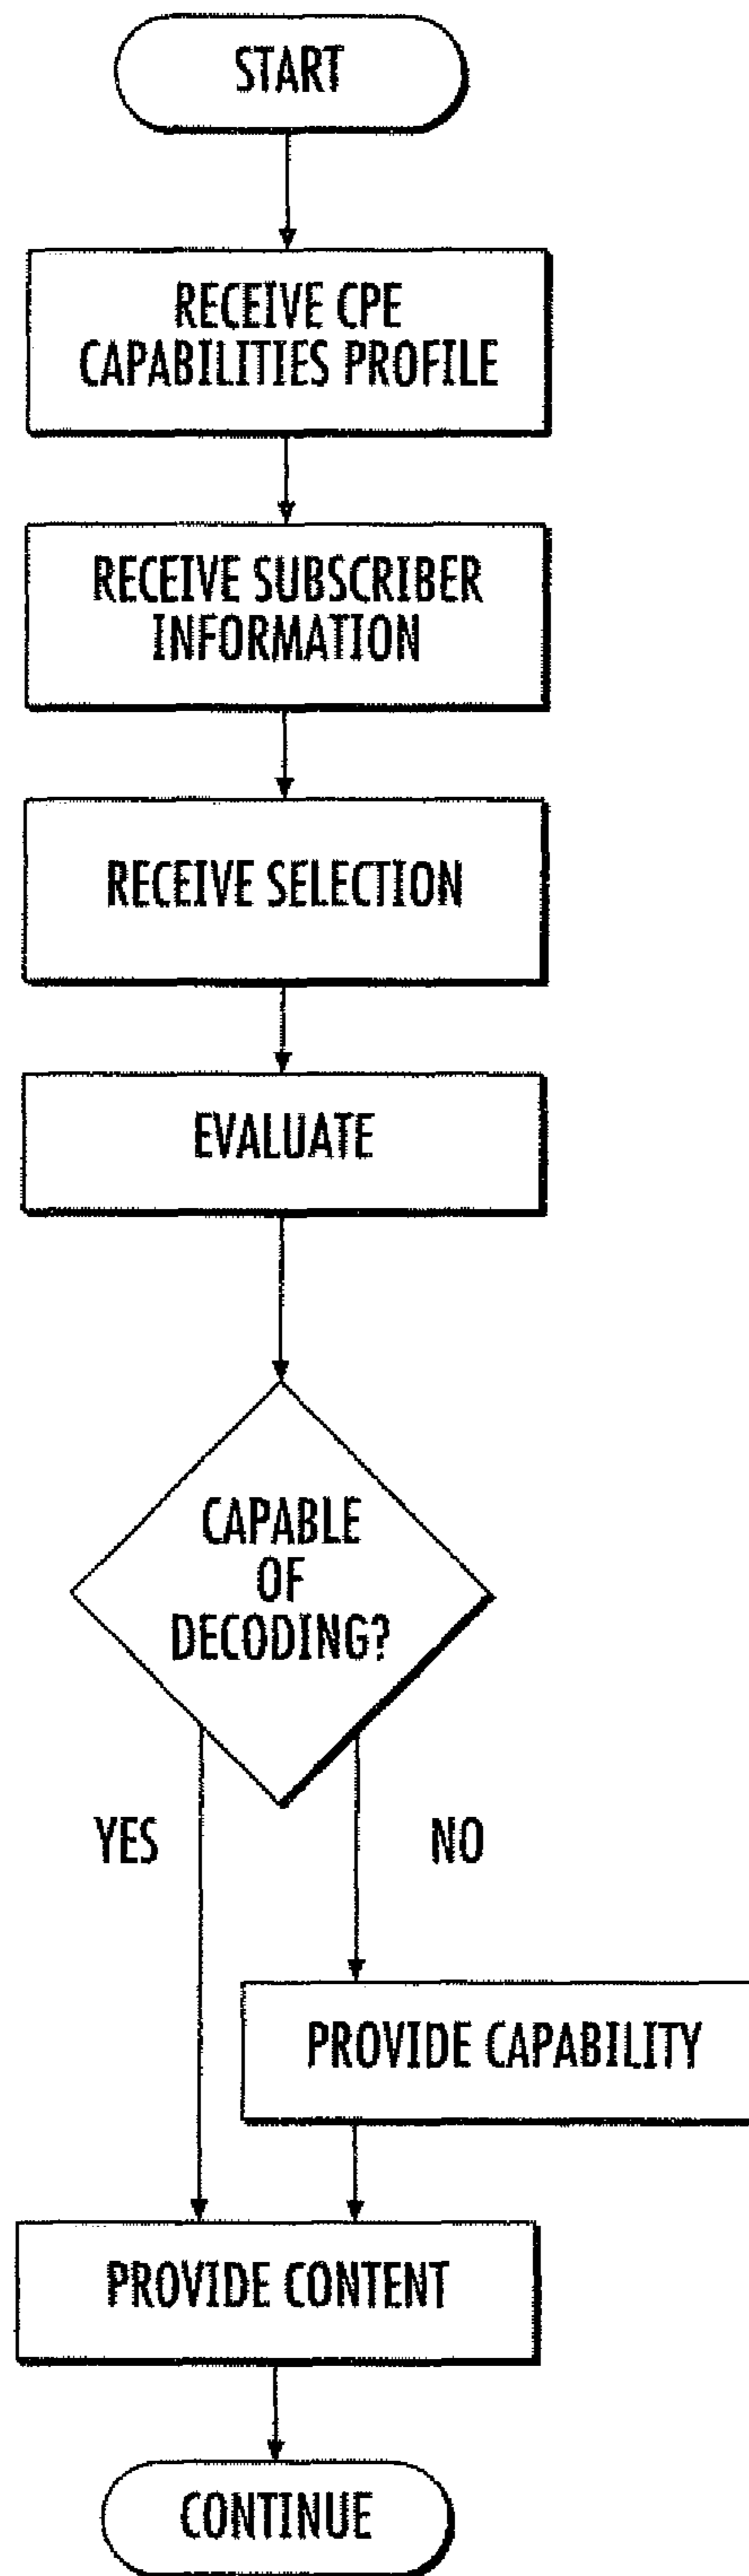 START
RECEIVE CPE
CAPABILITIES PROFILE
RECEIVE SUBSCRIBER
INFORMATION
RECEIVE SELECTION
EVALUATE
CAPABLE
OF
DECODING?
YES
NO
PROVIDE CAPABILITY
PROVIDE CONTENT
CONTINUE